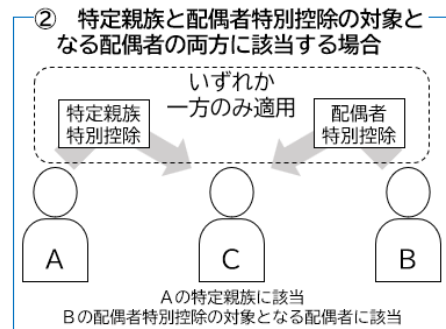 ② 特定親族と配偶者特別控除の対象と
なる配偶者の両方に該当する場合
いずれか
一方のみ適用
特定親族
特別控除
配偶者
特別控除
A
C
B
Aの特定親族に該当
Bの配偶者特別控除の対象となる配偶者に該当